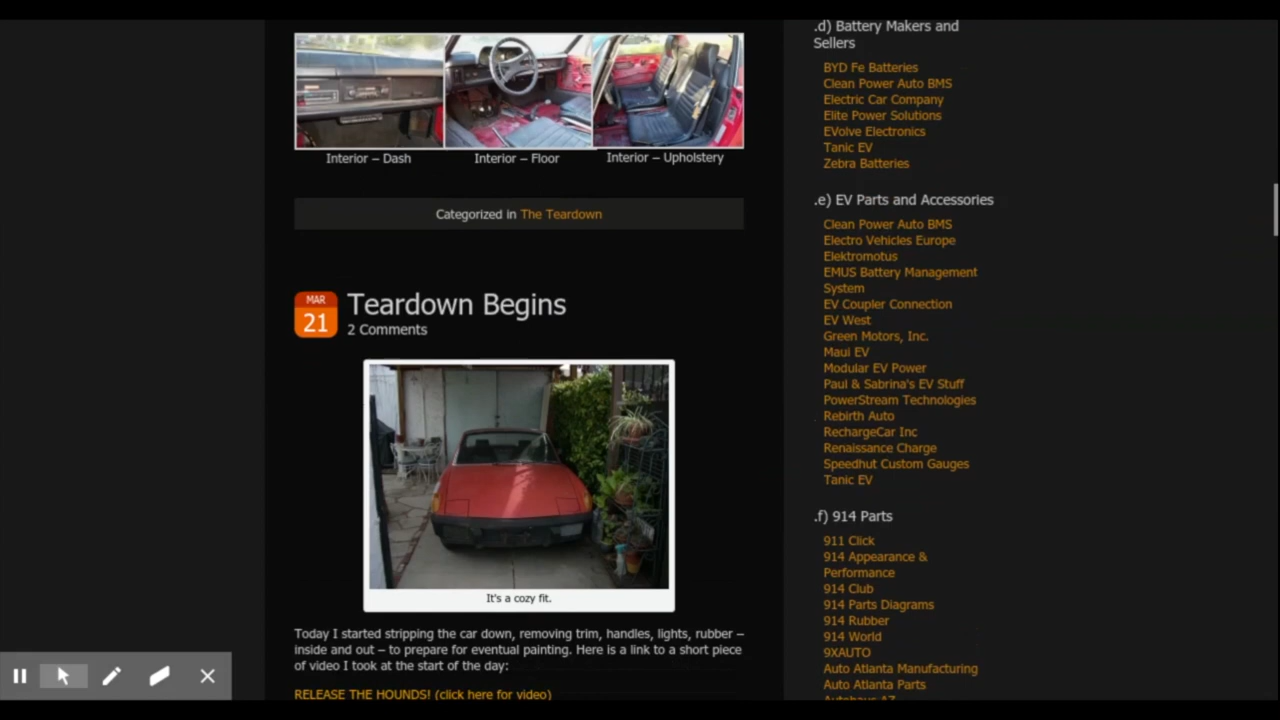 Interior – Dash
Interior – Floor
Interior – Upholstery
Categorized in The Teardown
MAR
21
Teardown Begins
2 Comments
It's a cozy fit.
Today I started stripping the car down, removing trim, handles, lights, rubber –
inside and out – to prepare for eventual painting. Here is a link to a short piece
of video I took at the start of the day:
RELEASE THE HOUNDS! (click here for video)
.d) Battery Makers and
Sellers
BYD Fe Batteries
Clean Power Auto BMS
Electric Car Company
Elite Power Solutions
EVolve Electronics
Tanic EV
Zebra Batteries
.e) EV Parts and Accessories
Clean Power Auto BMS
Electro Vehicles Europe
Elektromotus
EMUS Battery Management
System
EV Coupler Connection
EV West
Green Motors, Inc.
Maui EV
Modular EV Power
Paul & Sabrina's EV Stuff
PowerStream Technologies
Rebirth Auto
RechargeCar Inc
Renaissance Charge
Speedhut Custom Gauges
Tanic EV
.f) 914 Parts
911 Click
914 Appearance &
Performance
914 Club
914 Parts Diagrams
914 Rubber
914 World
9XAUTO
Auto Atlanta Manufacturing
Auto Atlanta Parts
Autohaus AZ